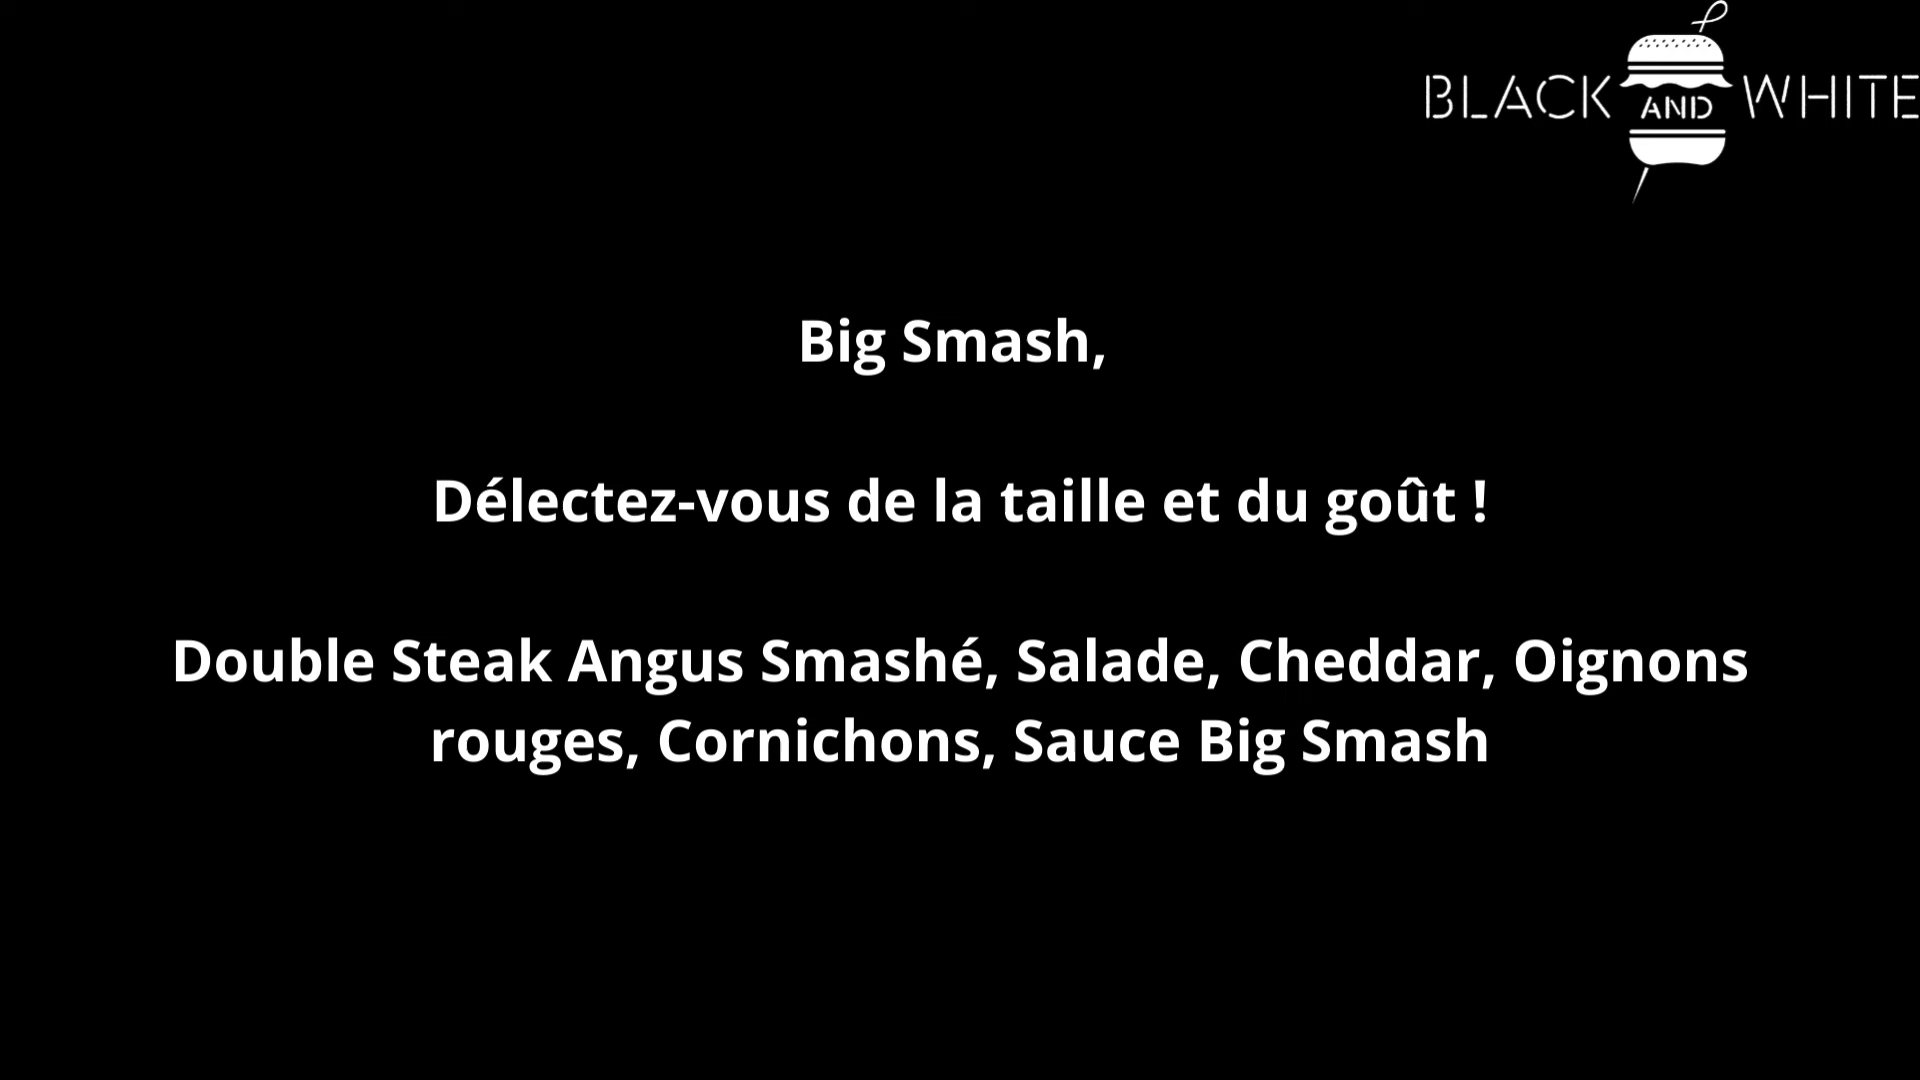 BLACK AND WHITE
Big Smash,
Délectez-vous de la taille et du goût !
Double Steak Angus Smashé, Salade, Cheddar, Oignons
rouges, Cornichons, Sauce Big Smash